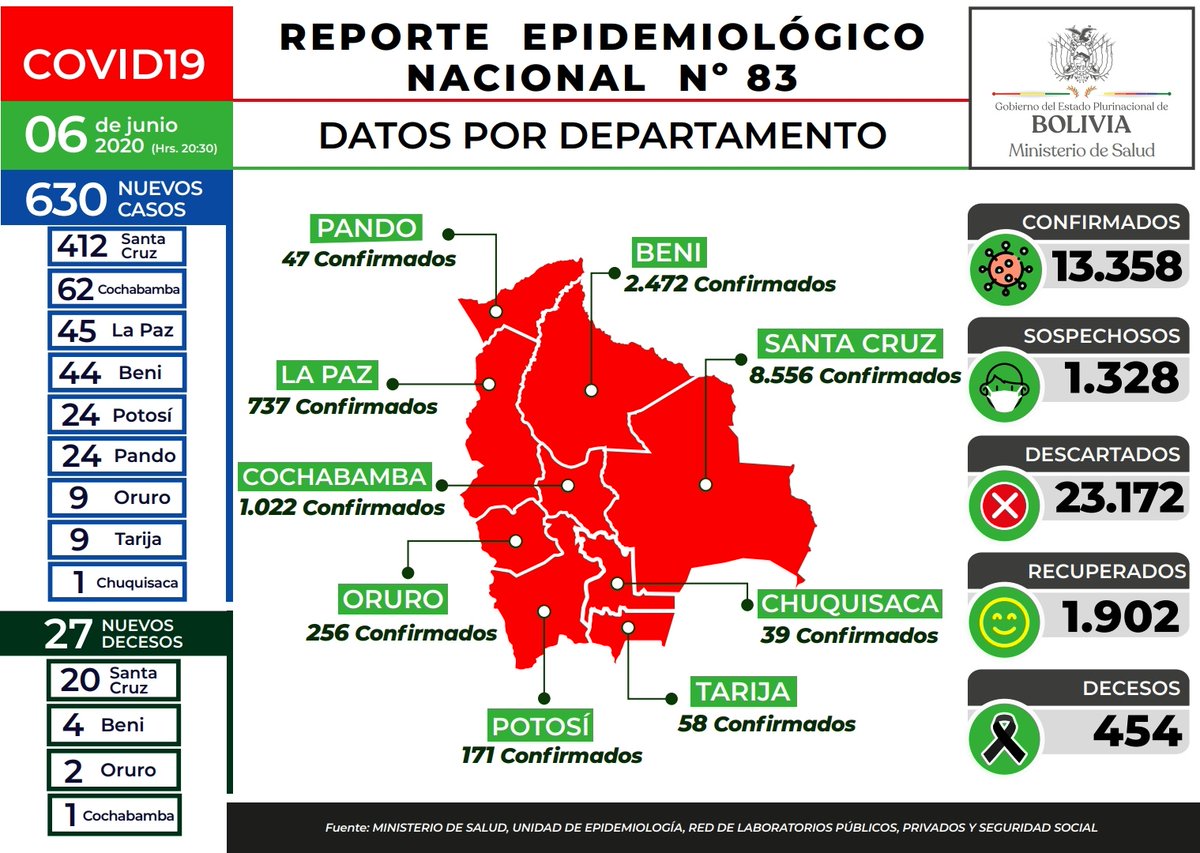 COVID19
REPORTE EPIDEMIOLÓGICO
NACIONAL Nº 83
06 de junio
2020 (Hrs. 20:30)
DATOS POR DEPARTAMENTO
Gobierno del Estado Plurinacional de
BOLIVIA
Ministerio de Salud
630 NUEVOS
CASOS
412 Santa
Cruz
62 Cochabamba
45 La Paz
44 Beni
24 Potosí
24 Pando
9 Oruro
9 Tarija
1 Chuquisaca
27 NUEVOS
DECESOS
20 Santa
Cruz
4 Beni
2 Oruro
1 Cochabamba
PANDO
47 Confirmados
BENI
2.472 Confirmados
SANTA CRUZ
8.556 Confirmados
LA PAZ
737 Confirmados
COCHABAMBA
1.022 Confirmados
ORURO
256 Confirmados
CHUQUISACA
39 Confirmados
TARIJA
58 Confirmados
POTOSÍ
171 Confirmados
CONFIRMADOS
13.358
SOSPECHOSOS
1.328
DESCARTADOS
23.172
RECUPERADOS
1.902
DECESOS
454
Fuente: MINISTERIO DE SALUD, UNIDAD DE EPIDEMIOLOGÍA, RED DE LABORATORIOS PÚBLICOS, PRIVADOS Y SEGURIDAD SOCIAL